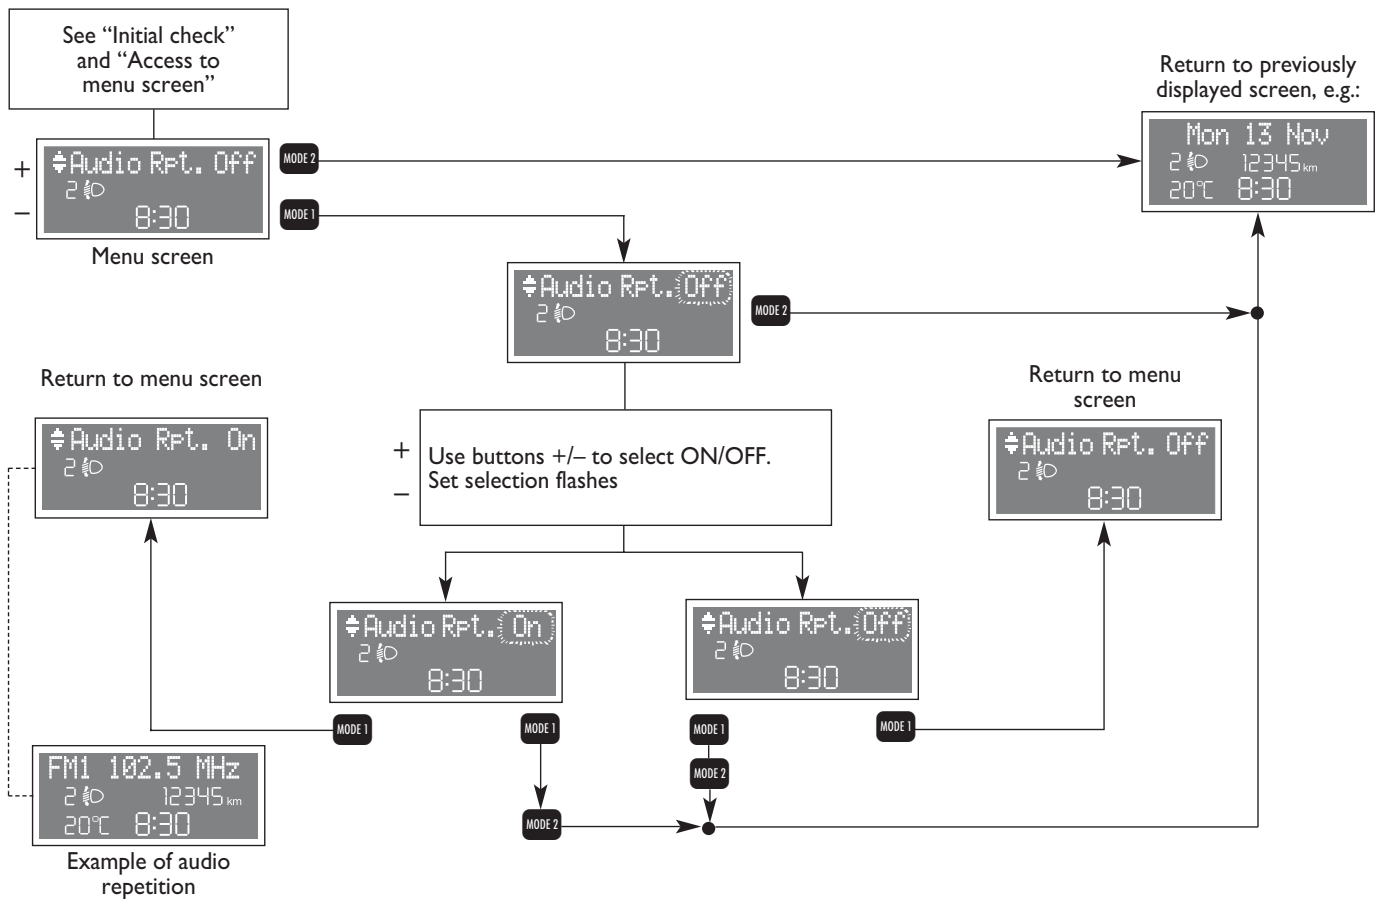 See “Initial check”
and “Access to
menu screen”
Return to previously
displayed screen, e.g.:
+
–
Audio Rpt. Off
2
8:30
Menu screen
MODE 2
MODE 1
Mon 13 Nov
2 12345 km
20°C 8:30
Audio Rpt. Off
2
8:30
MODE 2
Return to menu screen
Audio Rpt. On
2
8:30
+
–
Use buttons +/– to select ON/OFF.
Set selection flashes
Return to menu
screen
Audio Rpt. Off
2
8:30
Audio Rpt. On
2
8:30
Audio Rpt. Off
2
8:30
MODE 1
MODE 1
MODE 1
MODE 1
MODE 2
MODE 2
FM1 102.5 MHz
2 12345 km
20°C 8:30
Example of audio
repetition